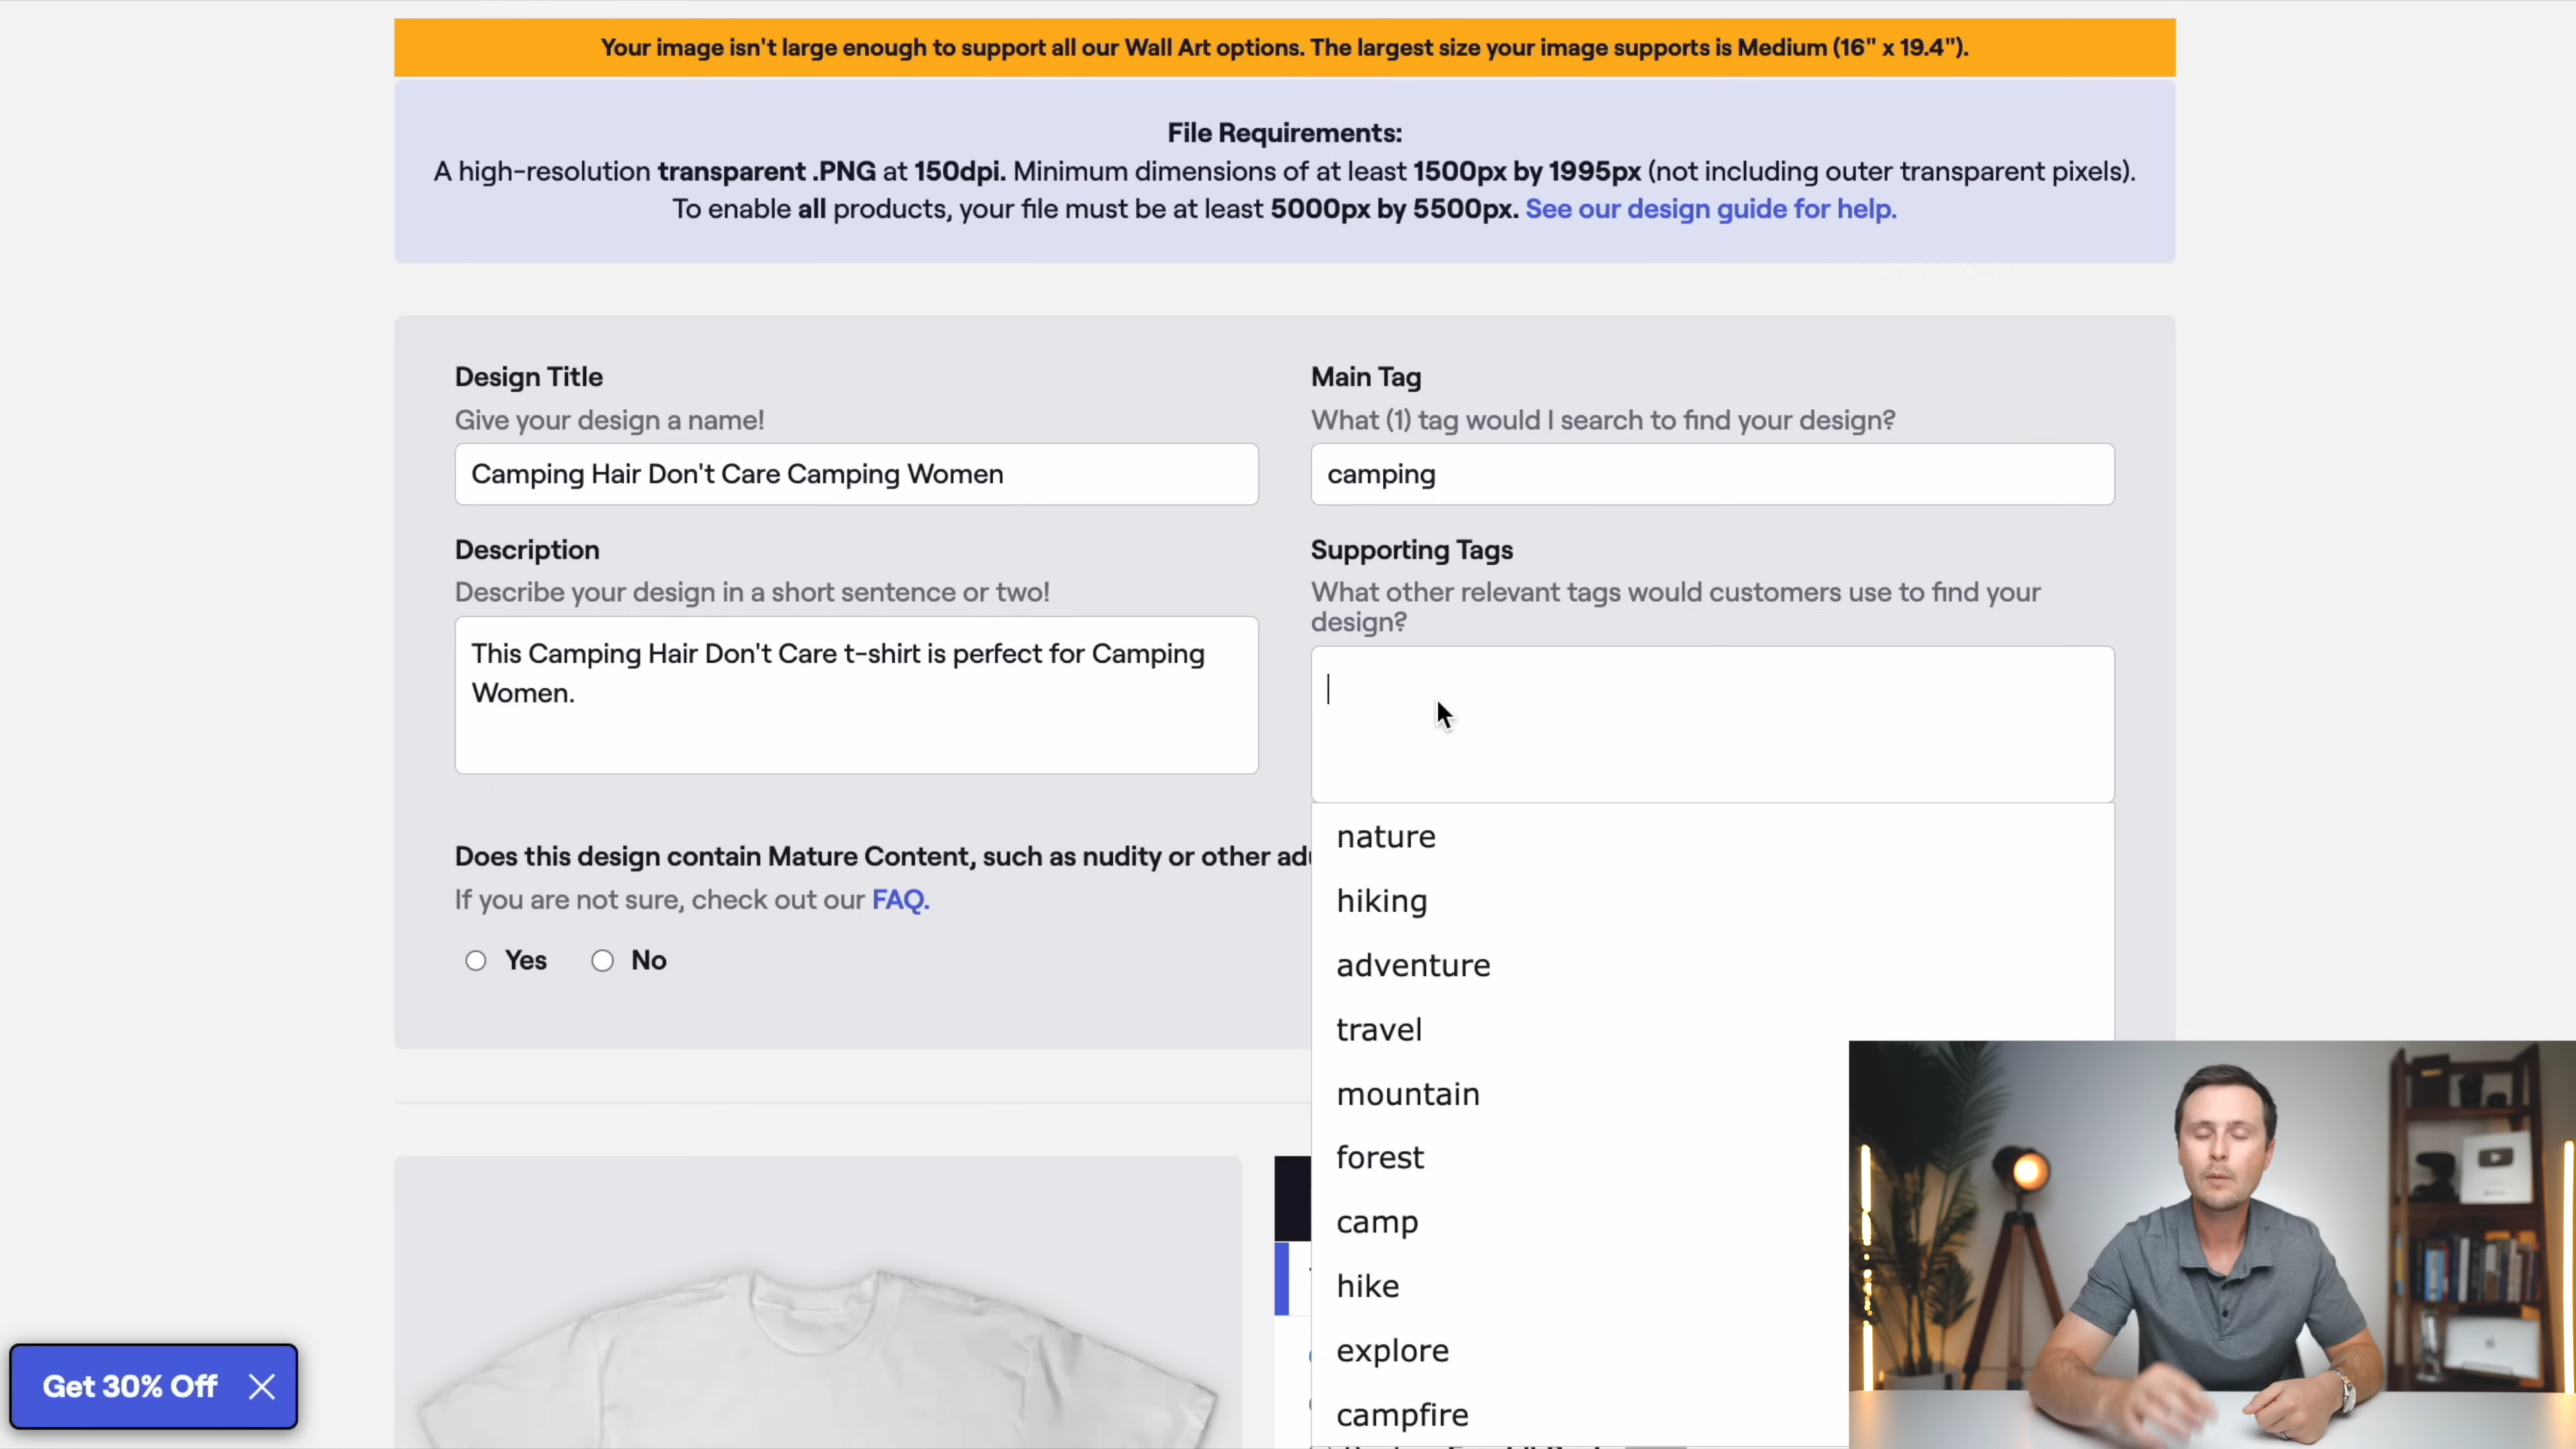 Your image isn't large enough to support all our Wall Art options. The largest size your image supports is Medium (16" x 19.4").
File Requirements:
A high-resolution transparent .PNG at 150dpi. Minimum dimensions of at least 1500px by 1995px (not including outer transparent pixels).
To enable all products, your file must be at least 5000px by 5500px. See our design guide for help.
Design Title
Give your design a name!
Camping Hair Don't Care Camping Women
Main Tag
What (1) tag would I search to find your design?
camping
Description
Describe your design in a short sentence or two!
This Camping Hair Don't Care t-shirt is perfect for Camping
Women.
Supporting Tags
What other relevant tags would customers use to find your
design?
nature
hiking
adventure
travel
mountain
forest
camp
hike
explore
campfire
Does this design contain Mature Content, such as nudity or other
If you are not sure, check out our FAQ.
Yes No
Get 30% Off